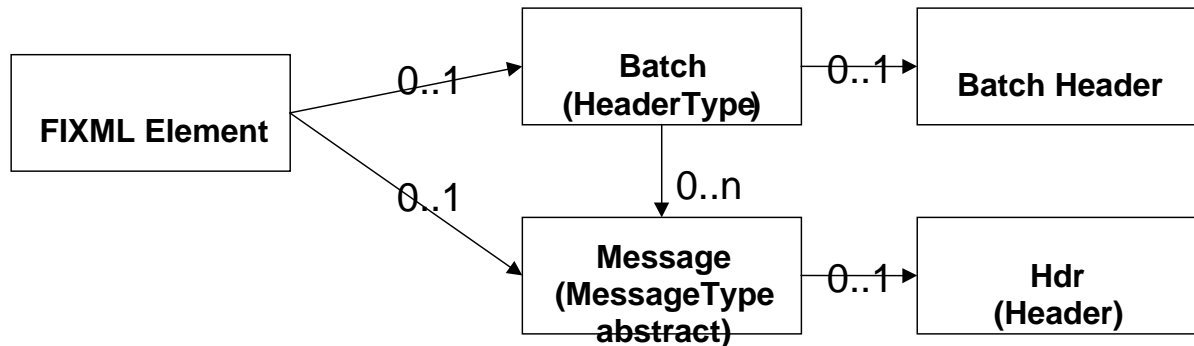 FIXML Element
0..1
0..1
Batch
(HeaderType)
0..1
Batch Header
0..n
Message
(MessageType
abstract)
0..1
Hdr
(Header)